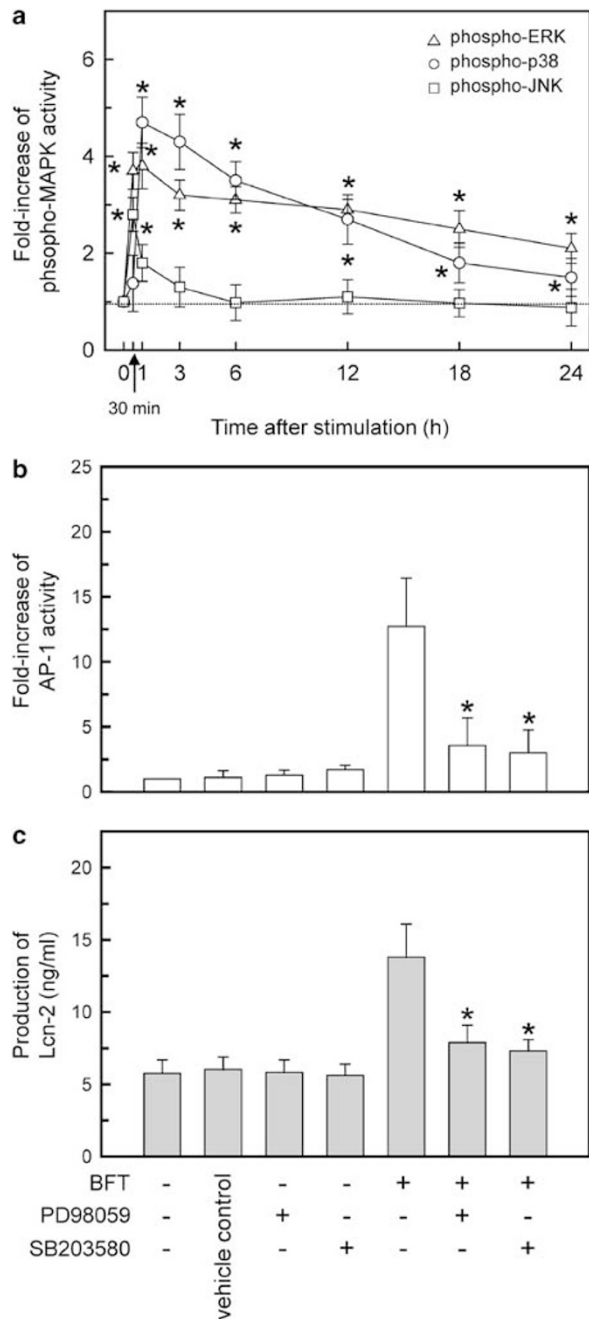 a
Fold-increase of
phsopho-MAPK activity
6
4
2
0
phospho-ERK
phospho-p38
phospho-JNK
* * * * * * * * * * * * * * *
0 1 3 6 12 18 24
30 min
Time after stimulation (h)
b
Fold-increase of
AP-1 activity
25
20
15
10
5
0
* *
c
Production of
Lcn-2 (ng/ml)
20
15
10
5
0
* *
BFT - - - + + +
PD98059 - + - - + -
SB203580 - - + - - +
vehicle control